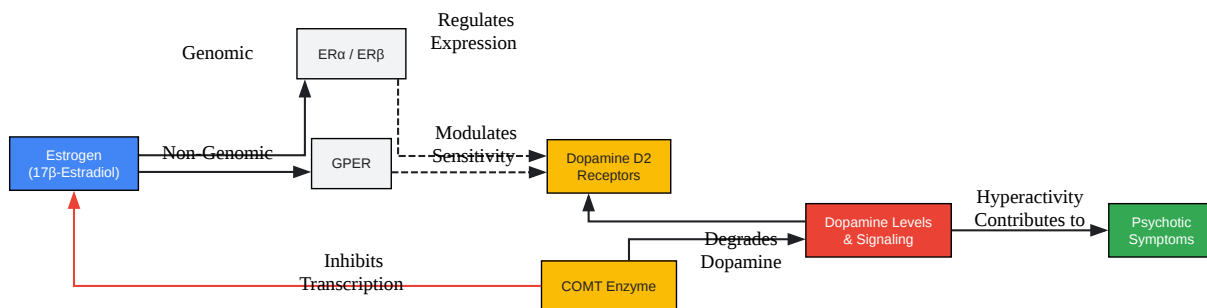 Regulates
Expression
Genomic
ERα / ERβ
Modulates
Sensitivity
Non-Genomic
Estrogen
(17β-Estradiol)
GPER
Dopamine D2
Receptors
Hyperactivity
Contributes to
Dopamine Levels
& Signaling
Psychotic
Symptoms
Degrades
Dopamine
Inhibits
Transcription
COMT Enzyme